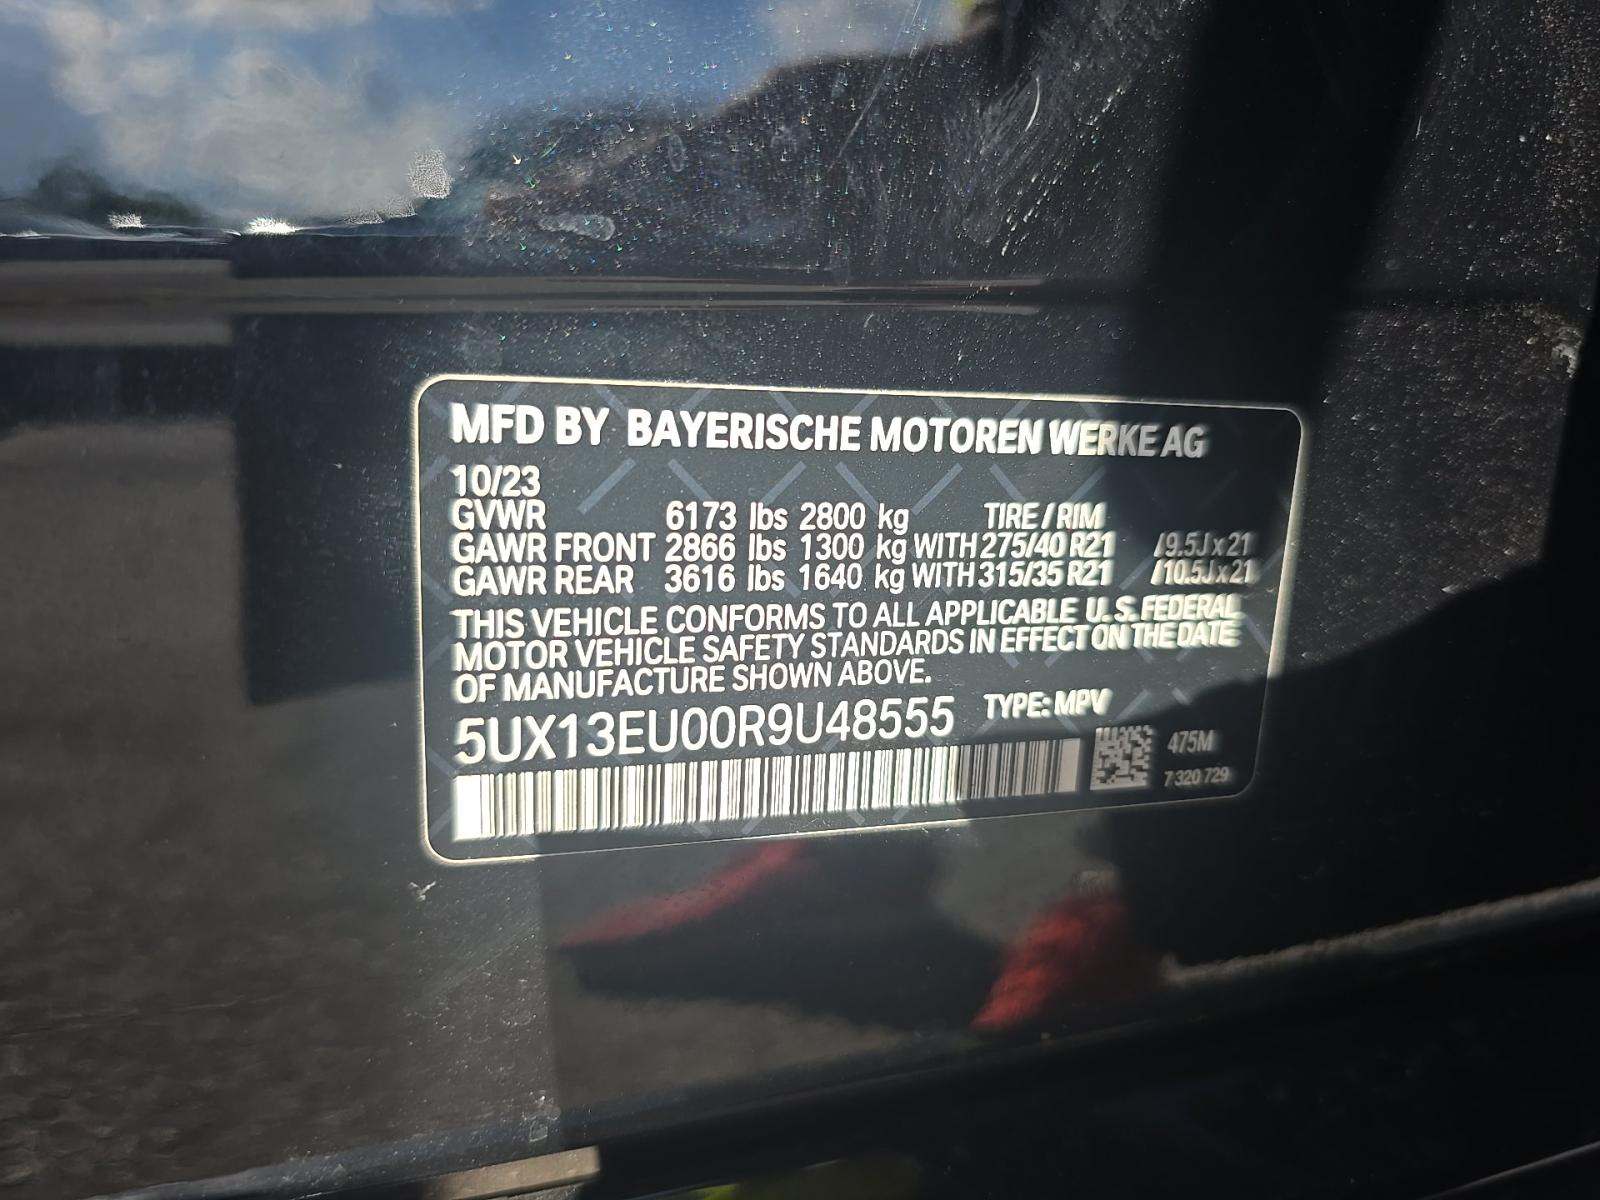 MFD BY BAYERISCHE MOTOREN WERKE AG
10/23
GVWR 6173 lbs 2800 kg TIRE / RIM
GAWR FRONT 2866 lbs 1300 kg WITH 275/40 R21 /9.5J x 21
GAWR REAR 3616 lbs 1640 kg WITH 315/35 R21 /10.5J x 21
THIS VEHICLE CONFORMS TO ALL APPLICABLE U. S. FEDERAL
MOTOR VEHICLE SAFETY STANDARDS IN EFFECT ON THE DATE
OF MANUFACTURE SHOWN ABOVE.
5UX13EU00R9U48555 TYPE: MPV
475M
7 320 729